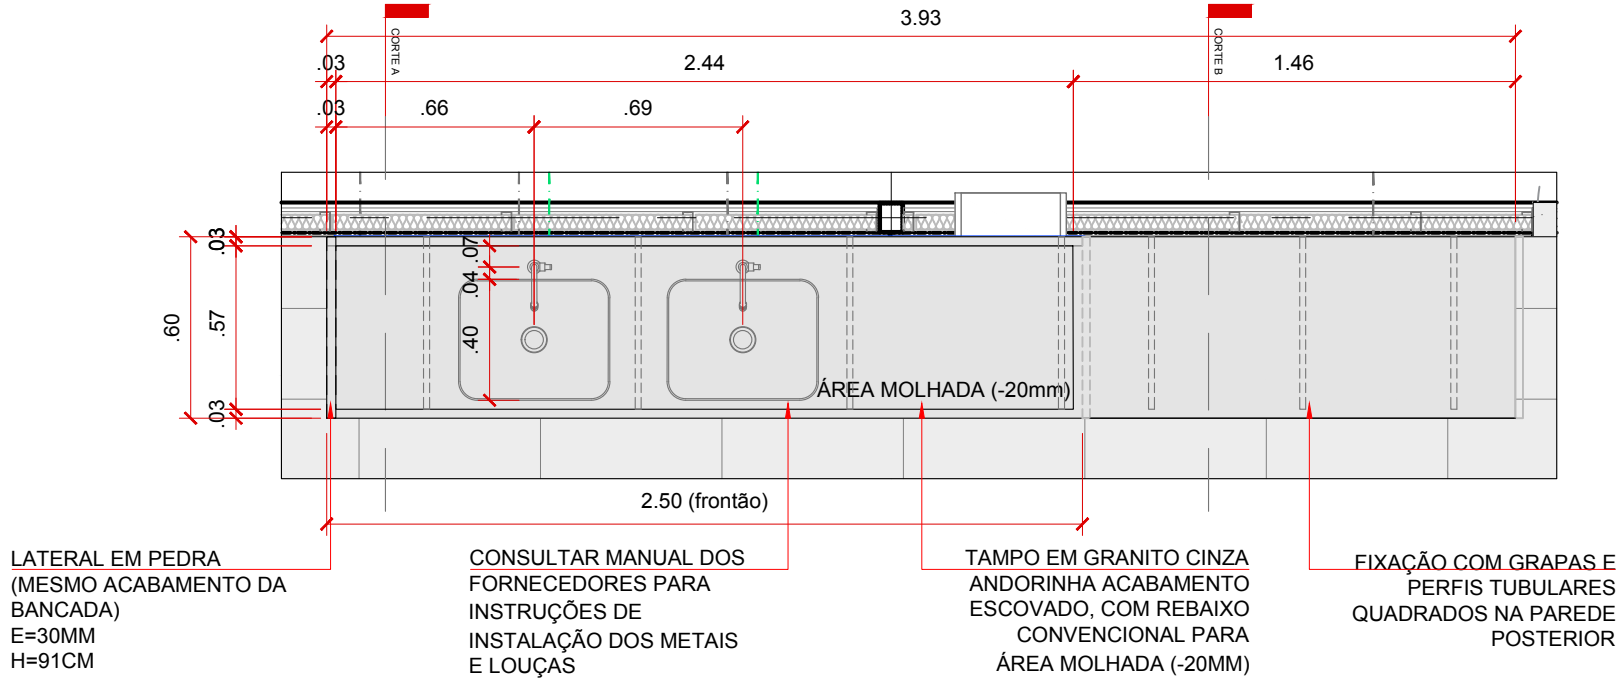 3.93
CORTE A
CORTE B
.03
2.44
1.46
.03
.66
.69
.03
.07
.04
.60
.57
.40
ÁREA MOLHADA (-20mm)
.03
2.50 (frontão)
LATERAL EM PEDRA
(MESMO ACABAMENTO DA
BANCADA)
E=30MM
H=91CM
CONSULTAR MANUAL DOS
FORNECEDORES PARA
INSTRUÇÕES DE
INSTALAÇÃO DOS METAIS
E LOUÇAS
TAMPO EM GRANITO CINZA
ANDORINHA ACABAMENTO
ESCOVADO, COM REBAIXO
CONVENCIONAL PARA
ÁREA MOLHADA (-20MM)
FIXAÇÃO COM GRAPAS E
PERFIS TUBULARES
QUADRADOS NA PAREDE
POSTERIOR